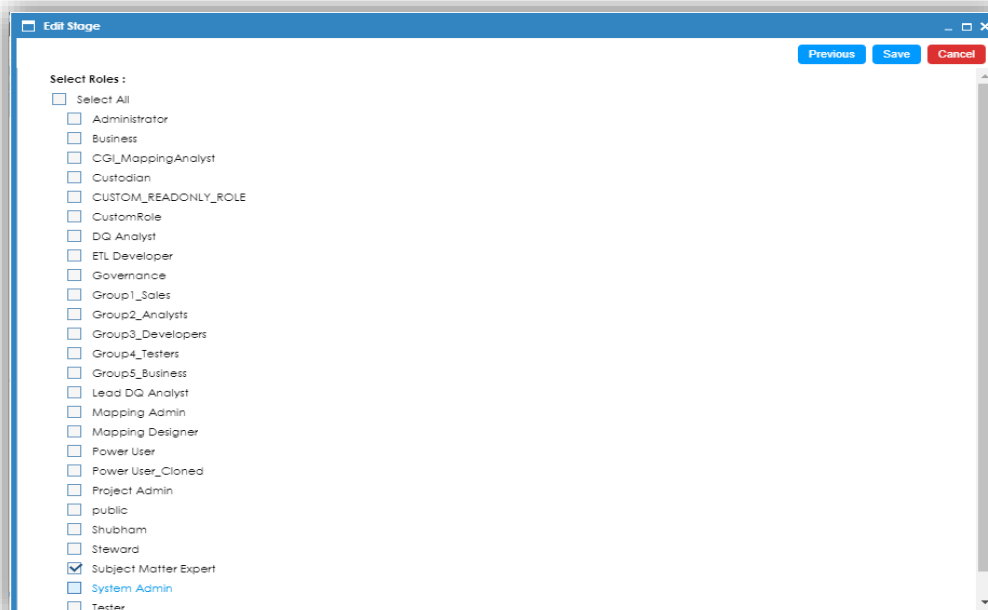 Edit Stage
Previous Save Cancel
Select Roles :
Select All
Administrator
Business
CGI_MappingAnalyst
Custodian
CUSTOM_READONLY_ROLE
CustomRole
DQ Analyst
ETL Developer
Governance
Group1_Sales
Group2_Analysts
Group3_Developers
Group4_Testers
Group5_Business
Lead DQ Analyst
Mapping Admin
Mapping Designer
Power User
Power User_Cloned
Project Admin
public
Shubham
Steward
Subject Matter Expert
System Admin
Tester